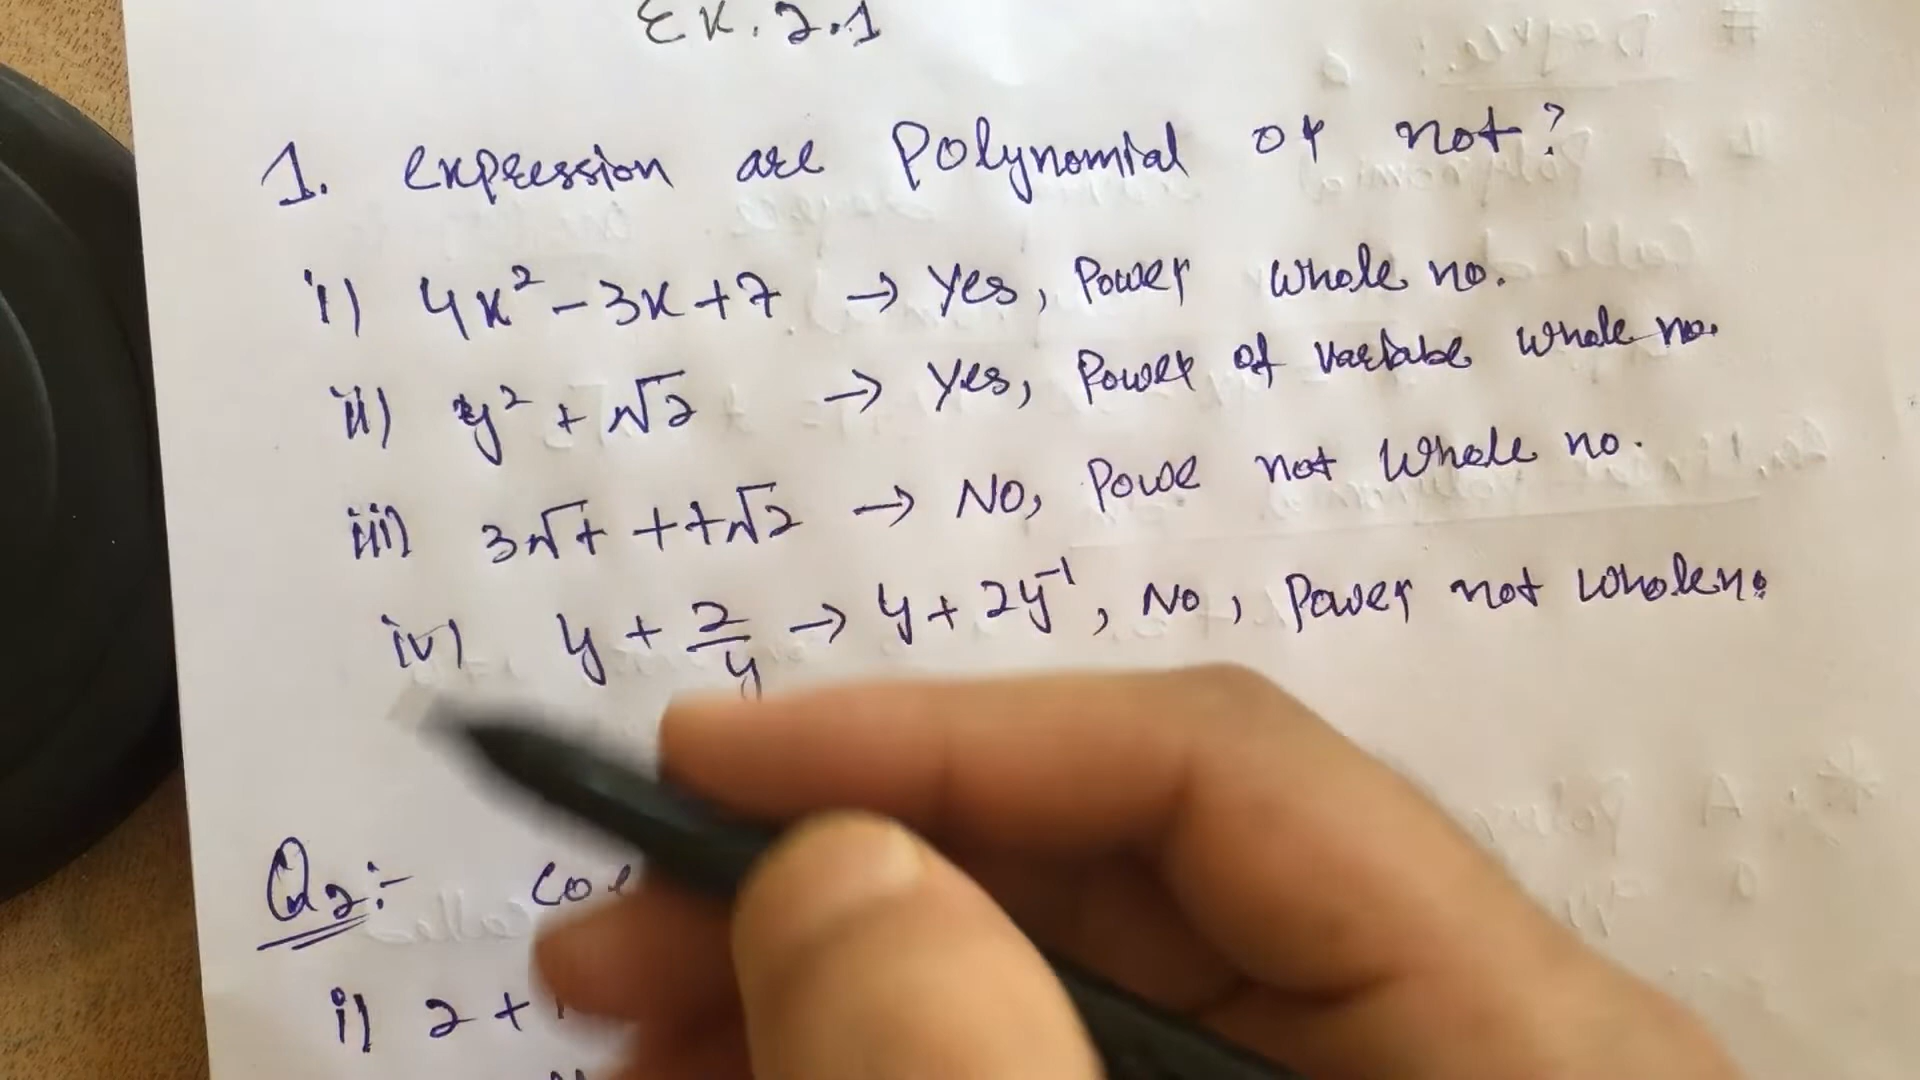 Ex. 2.1
1. expression are Polynomial or not?
i) 4x² - 3x + 7 → Yes, Power whole no.
ii) y² + √2 → Yes, Power of variable whole no.
iii) 3√t + t√2 → No, Powe not whole no.
iv) y + 2/y → y + 2y⁻¹, No, Power not whole no.
Q2:-
i) 2 +